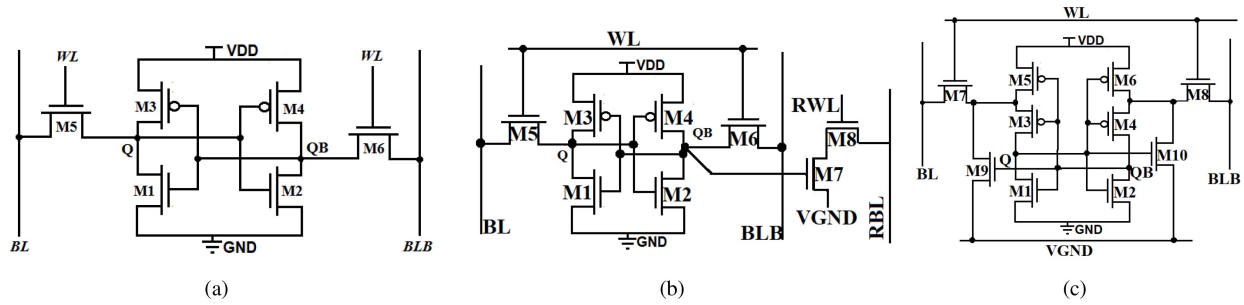 WL
WL
VDD
M3
M4
M5
M6
Q
QB
M1
M2
GND
BL
BLB
(a)
WL
VDD
RWL
M5
M3
M4
QB
M6
M8
Q
M1
M2
M7
VGND
BL
GND
BLB
RBL
(b)
WL
VDD
M5
M6
M7
M8
M3
M4
M10
BL
M9
Q
QB
BLB
M1
M2
GND
VGND
(c)